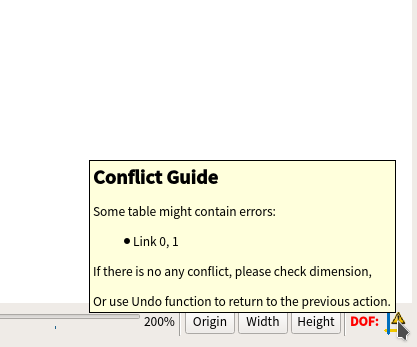 Conflict Guide
Some table might contain errors:
● Link 0, 1
If there is no any conflict, please check dimension,
Or use Undo function to return to the previous action.
200% Origin Width Height DOF: